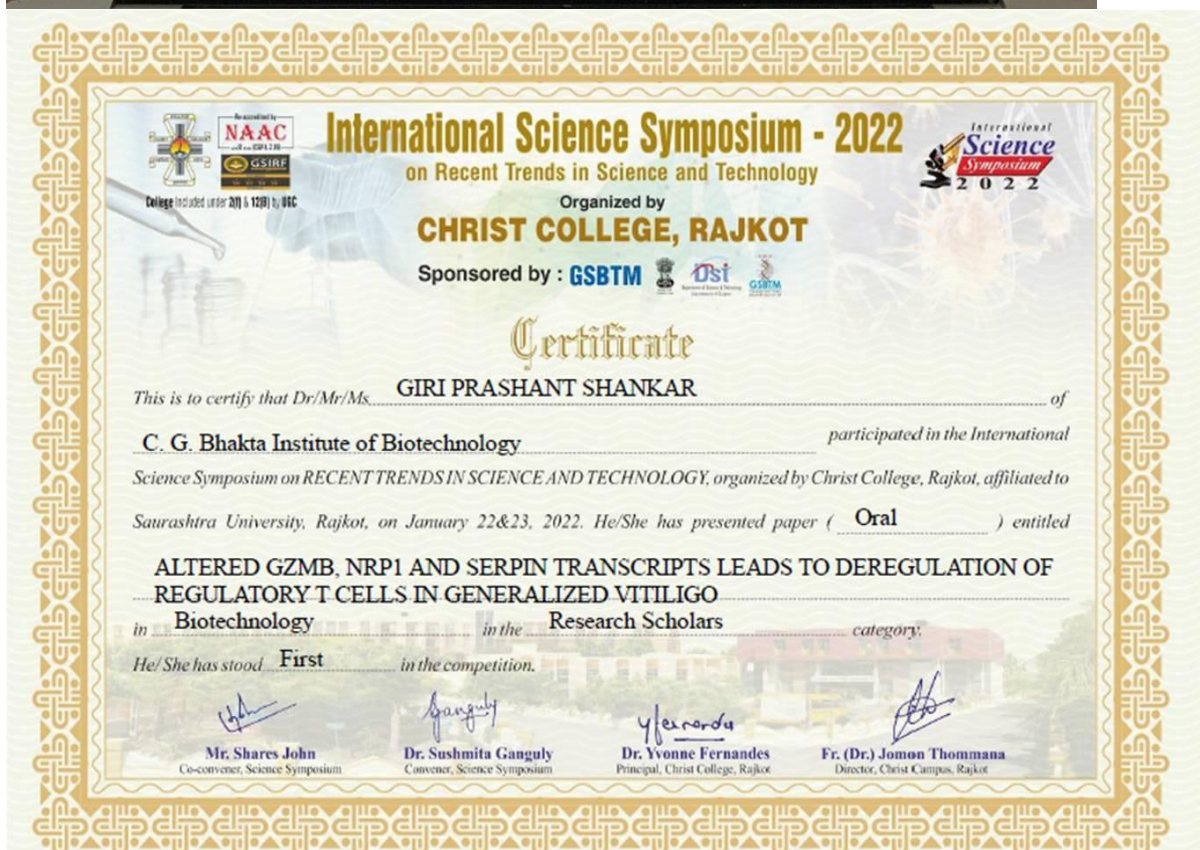 Re-accredited by
NAAC
GSIRF
College Included under 2(f) & 12(B) by UGC
International Science Symposium - 2022
on Recent Trends in Science and Technology
Organized by
CHRIST COLLEGE, RAJKOT
Sponsored by : GSBTM
Dst
GSBTM
International
Science
Symposium
2022
Certificate
This is to certify that Dr/Mr/Ms. GIRI PRASHANT SHANKAR of
C. G. Bhakta Institute of Biotechnology participated in the International
Science Symposium on RECENT TRENDS IN SCIENCE AND TECHNOLOGY, organized by Christ College, Rajkot, affiliated to
Saurashtra University, Rajkot, on January 22&23, 2022. He/She has presented paper ( Oral ) entitled
ALTERED GZMB, NRP1 AND SERPIN TRANSCRIPTS LEADS TO DEREGULATION OF
REGULATORY T CELLS IN GENERALIZED VITILIGO
in Biotechnology in the Research Scholars category.
He/ She has stood First in the competition.
Mr. Shares John
Co-convener, Science Symposium
Ganguly
Dr. Sushmita Ganguly
Convener, Science Symposium
Yfernandes
Dr. Yvonne Fernandes
Principal, Christ College, Rajkot
Fr. (Dr.) Jomon Thommana
Director, Christ Campus, Rajkot